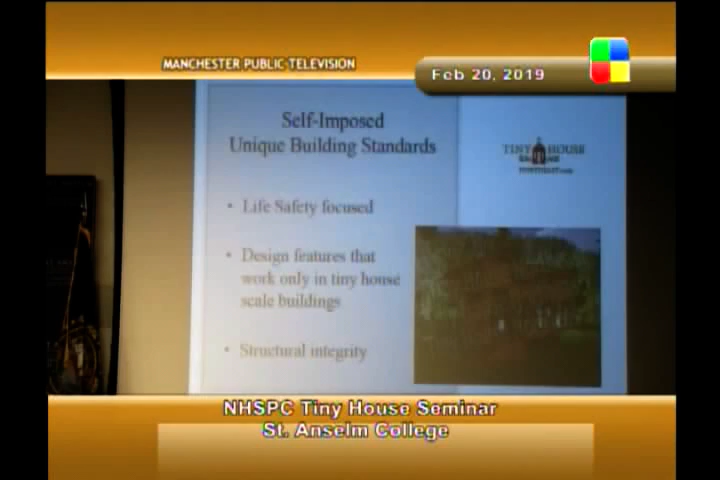 MANCHESTER PUBLIC TELEVISION
Feb 20, 2019
Self-Imposed
Unique Building Standards
TINY HOUSE
• Life Safety focused
• Design features that
work only in tiny house
scale buildings
• Structural integrity
NHSPC Tiny House Seminar
St. Anselm College